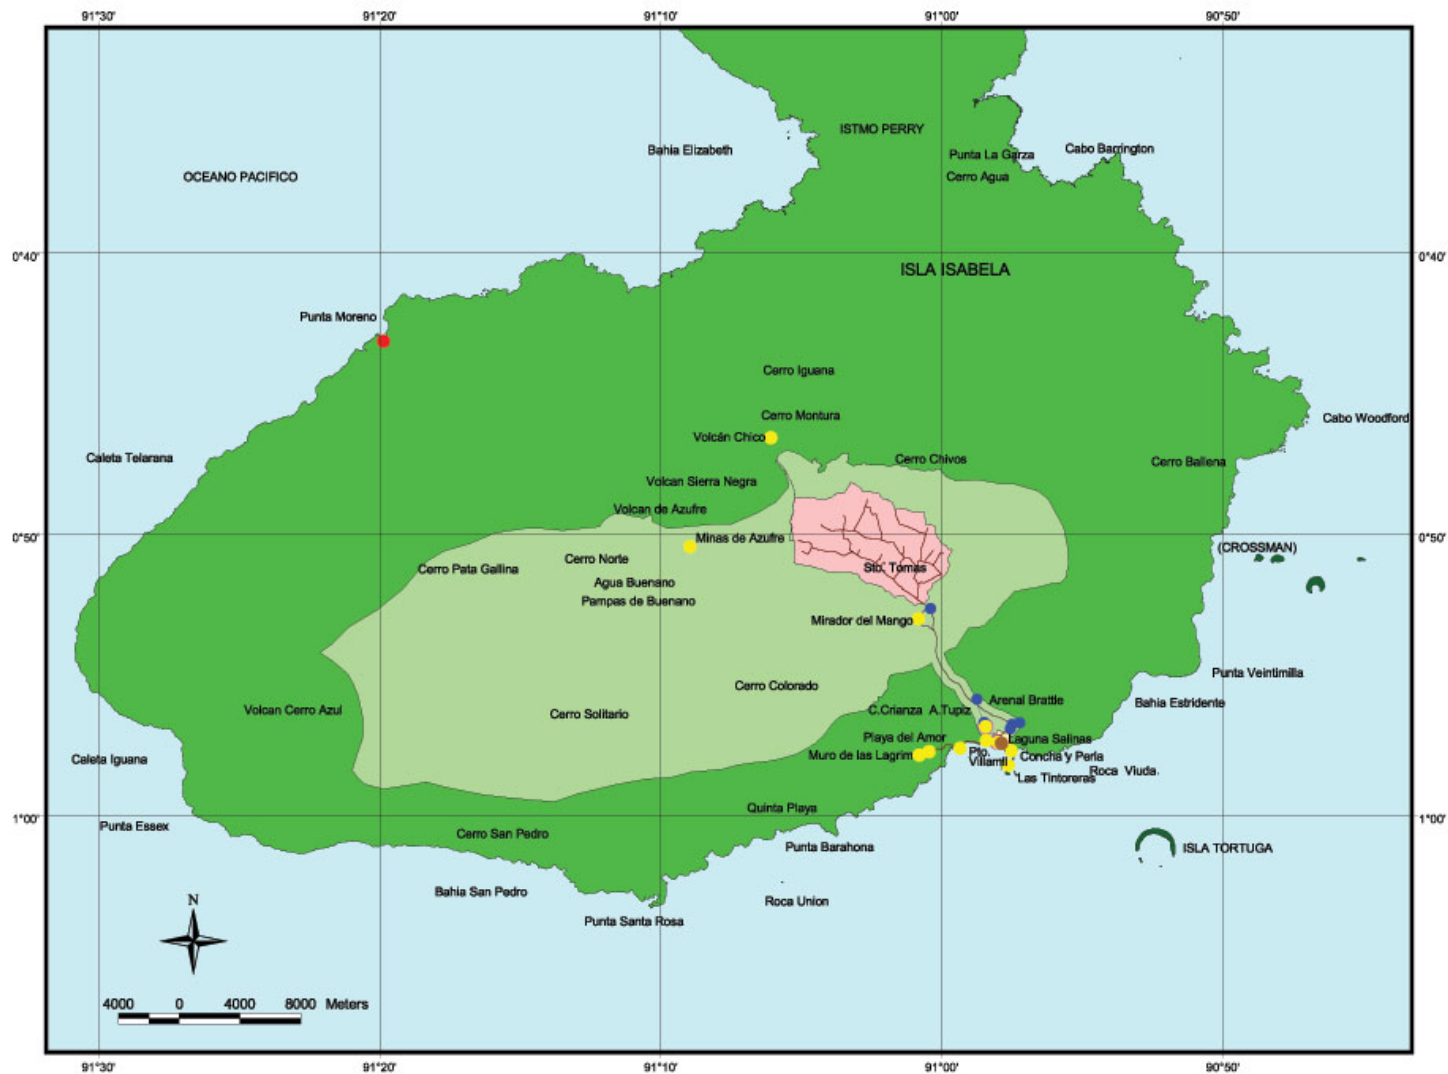 91°30'
91°20'
91°10'
91°00'
90°50'
ISTMO PERRY
Bahia Elizabeth
Cabo Barrington
Punta La Garza
OCEANO PACIFICO
Cerro Agua
0°40'
0°40'
ISLA ISABELA
Punta Moreno
Cerro Iguana
Cerro Montura
Cabo Woodford
Volcán Chico
Caleta Telarana
Cerro Chivos
Cerro Ballena
Volcan Sierra Negra
Volcan de Azufre
0°50'
Minas de Azufre
0°50'
(CROSSMAN)
Cerro Norte
Cerro Pata Gallina
Sto. Tomas
Agua Buenano
Pampas de Buenano
Mirador del Mango
Punta Veintimilla
Cerro Colorado
Arenal Brattle
Bahia Estridente
Volcan Cerro Azul
Cerro Solitario
C.Crianza A.Tupiz
Playa del Amor
Laguna Salinas
Muro de las Lagrim
Pto.
Villamil
Concha y Perla
Caleta Iguana
Roca Viuda.
Las Tintoreras
Quinta Playa
1°00'
1°00'
Punta Essex
Cerro San Pedro
Punta Barahona
ISLA TORTUGA
Bahia San Pedro
Roca Union
Punta Santa Rosa
N
4000 0 4000 8000 Meters
91°30'
91°20'
91°10'
91°00'
90°50'